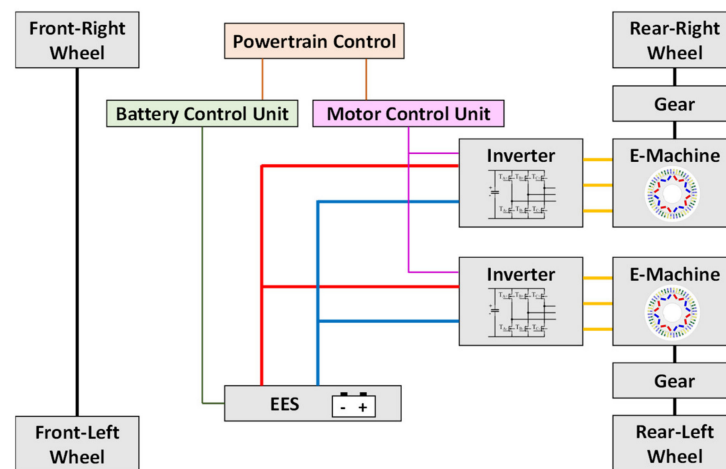 Front-Right
Wheel
Powertrain Control
Rear-Right
Wheel
Battery Control Unit
Motor Control Unit
Gear
Inverter
E-Machine
Inverter
E-Machine
EES
- +
Gear
Front-Left
Wheel
Rear-Left
Wheel